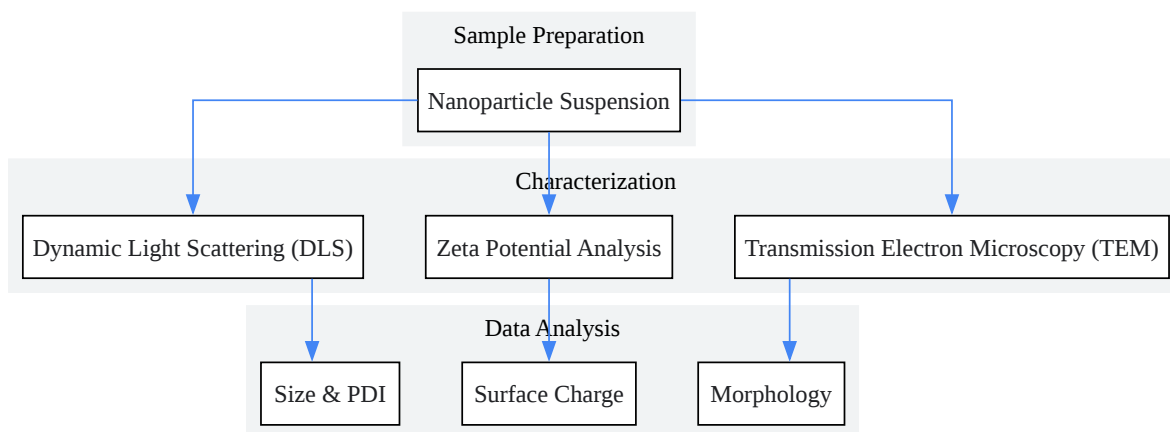 Sample Preparation
Nanoparticle Suspension
Characterization
Dynamic Light Scattering (DLS)
Zeta Potential Analysis
Transmission Electron Microscopy (TEM)
Data Analysis
Size & PDI
Surface Charge
Morphology